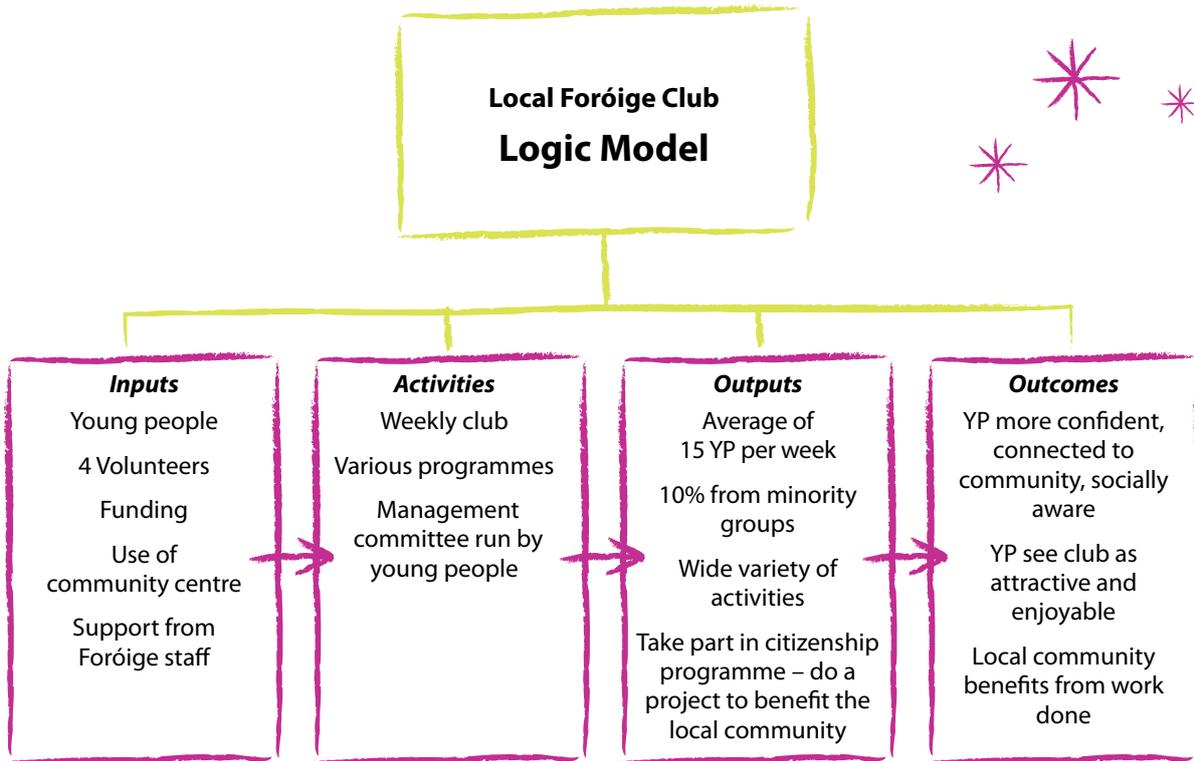 Local Foróige Club
Logic Model
Inputs
Young people
4 Volunteers
Funding
Use of
community centre
Support from
Foróige staff
Activities
Weekly club
Various programmes
Management
committee run by
young people
Outputs
Average of
15 YP per week
10% from minority
groups
Wide variety of
activities
Take part in citizenship
programme – do a
project to benefit the
local community
Outcomes
YP more confident,
connected to
community, socially
aware
YP see club as
attractive and
enjoyable
Local community
benefits from work
done